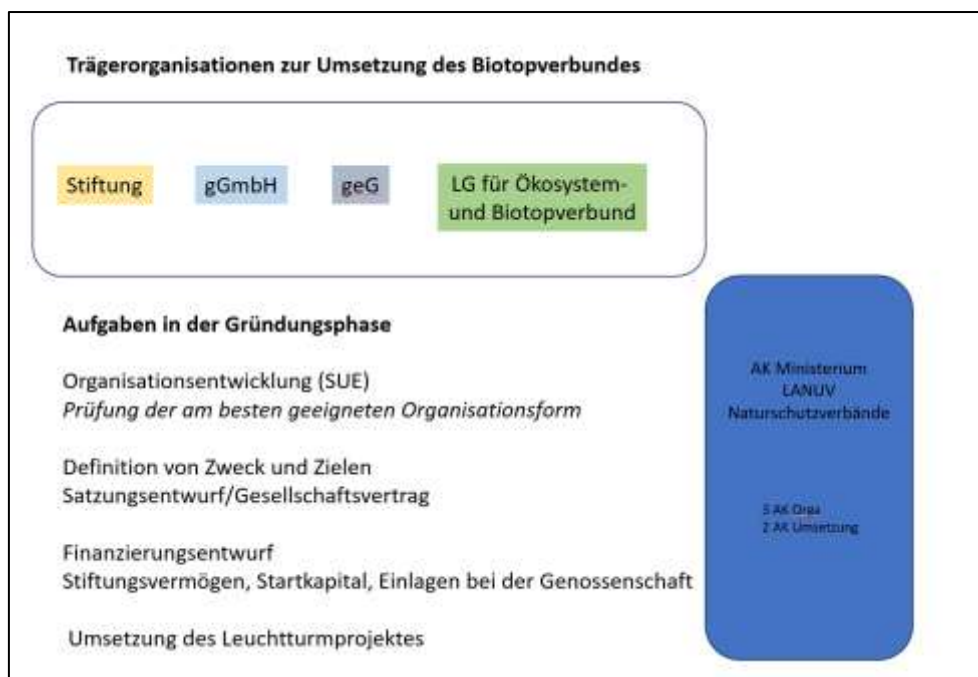 Trägerorganisationen zur Umsetzung des Biotopverbundes
Stiftung
gGmbH
geG
LG für Ökosystem-
und Biotopverbund
Aufgaben in der Gründungsphase
Organisationsentwicklung (SUE)
Prüfung der am besten geeigneten Organisationsform
Definition von Zweck und Zielen
Satzungsentwurf/Gesellschaftsvertrag
Finanzierungsentwurf
Stiftungsvermögen, Startkapital, Einlagen bei der Genossenschaft
Umsetzung des Leuchtturmprojektes
AK Ministerium
LANUV
Naturschutzverbände
AK Orga
2 AK Umsetzung